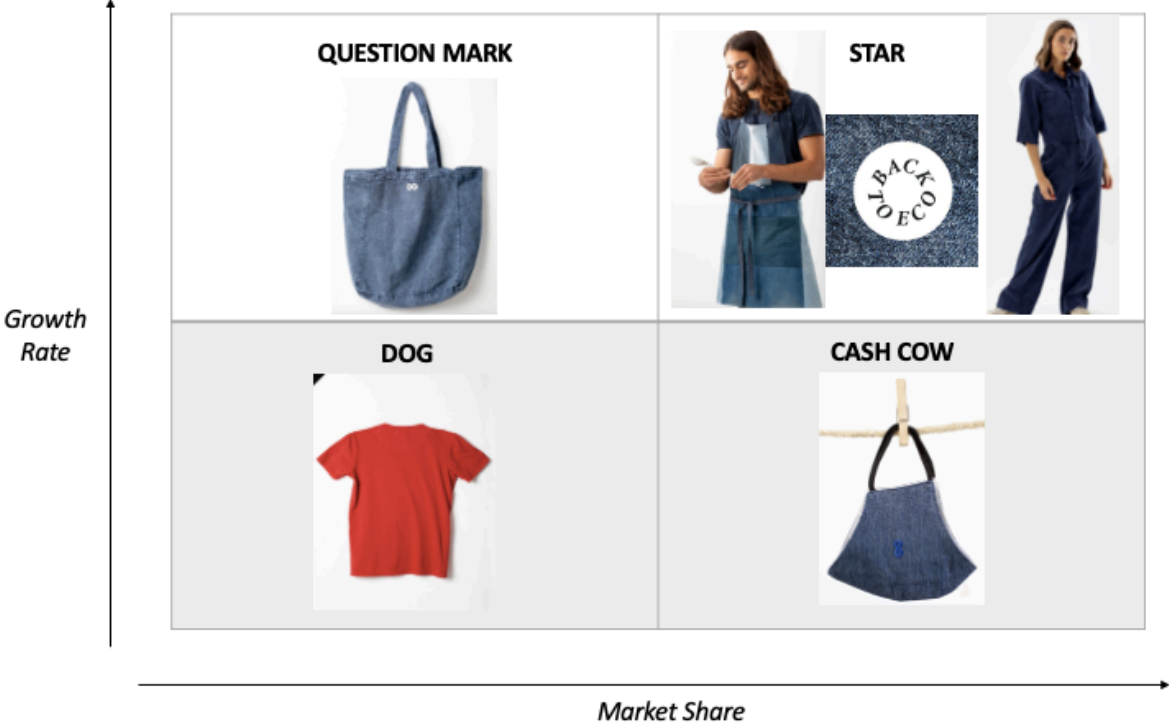 QUESTION MARK
STAR
BACK TO ECO
Growth
Rate
DOG
CASH COW
Market Share